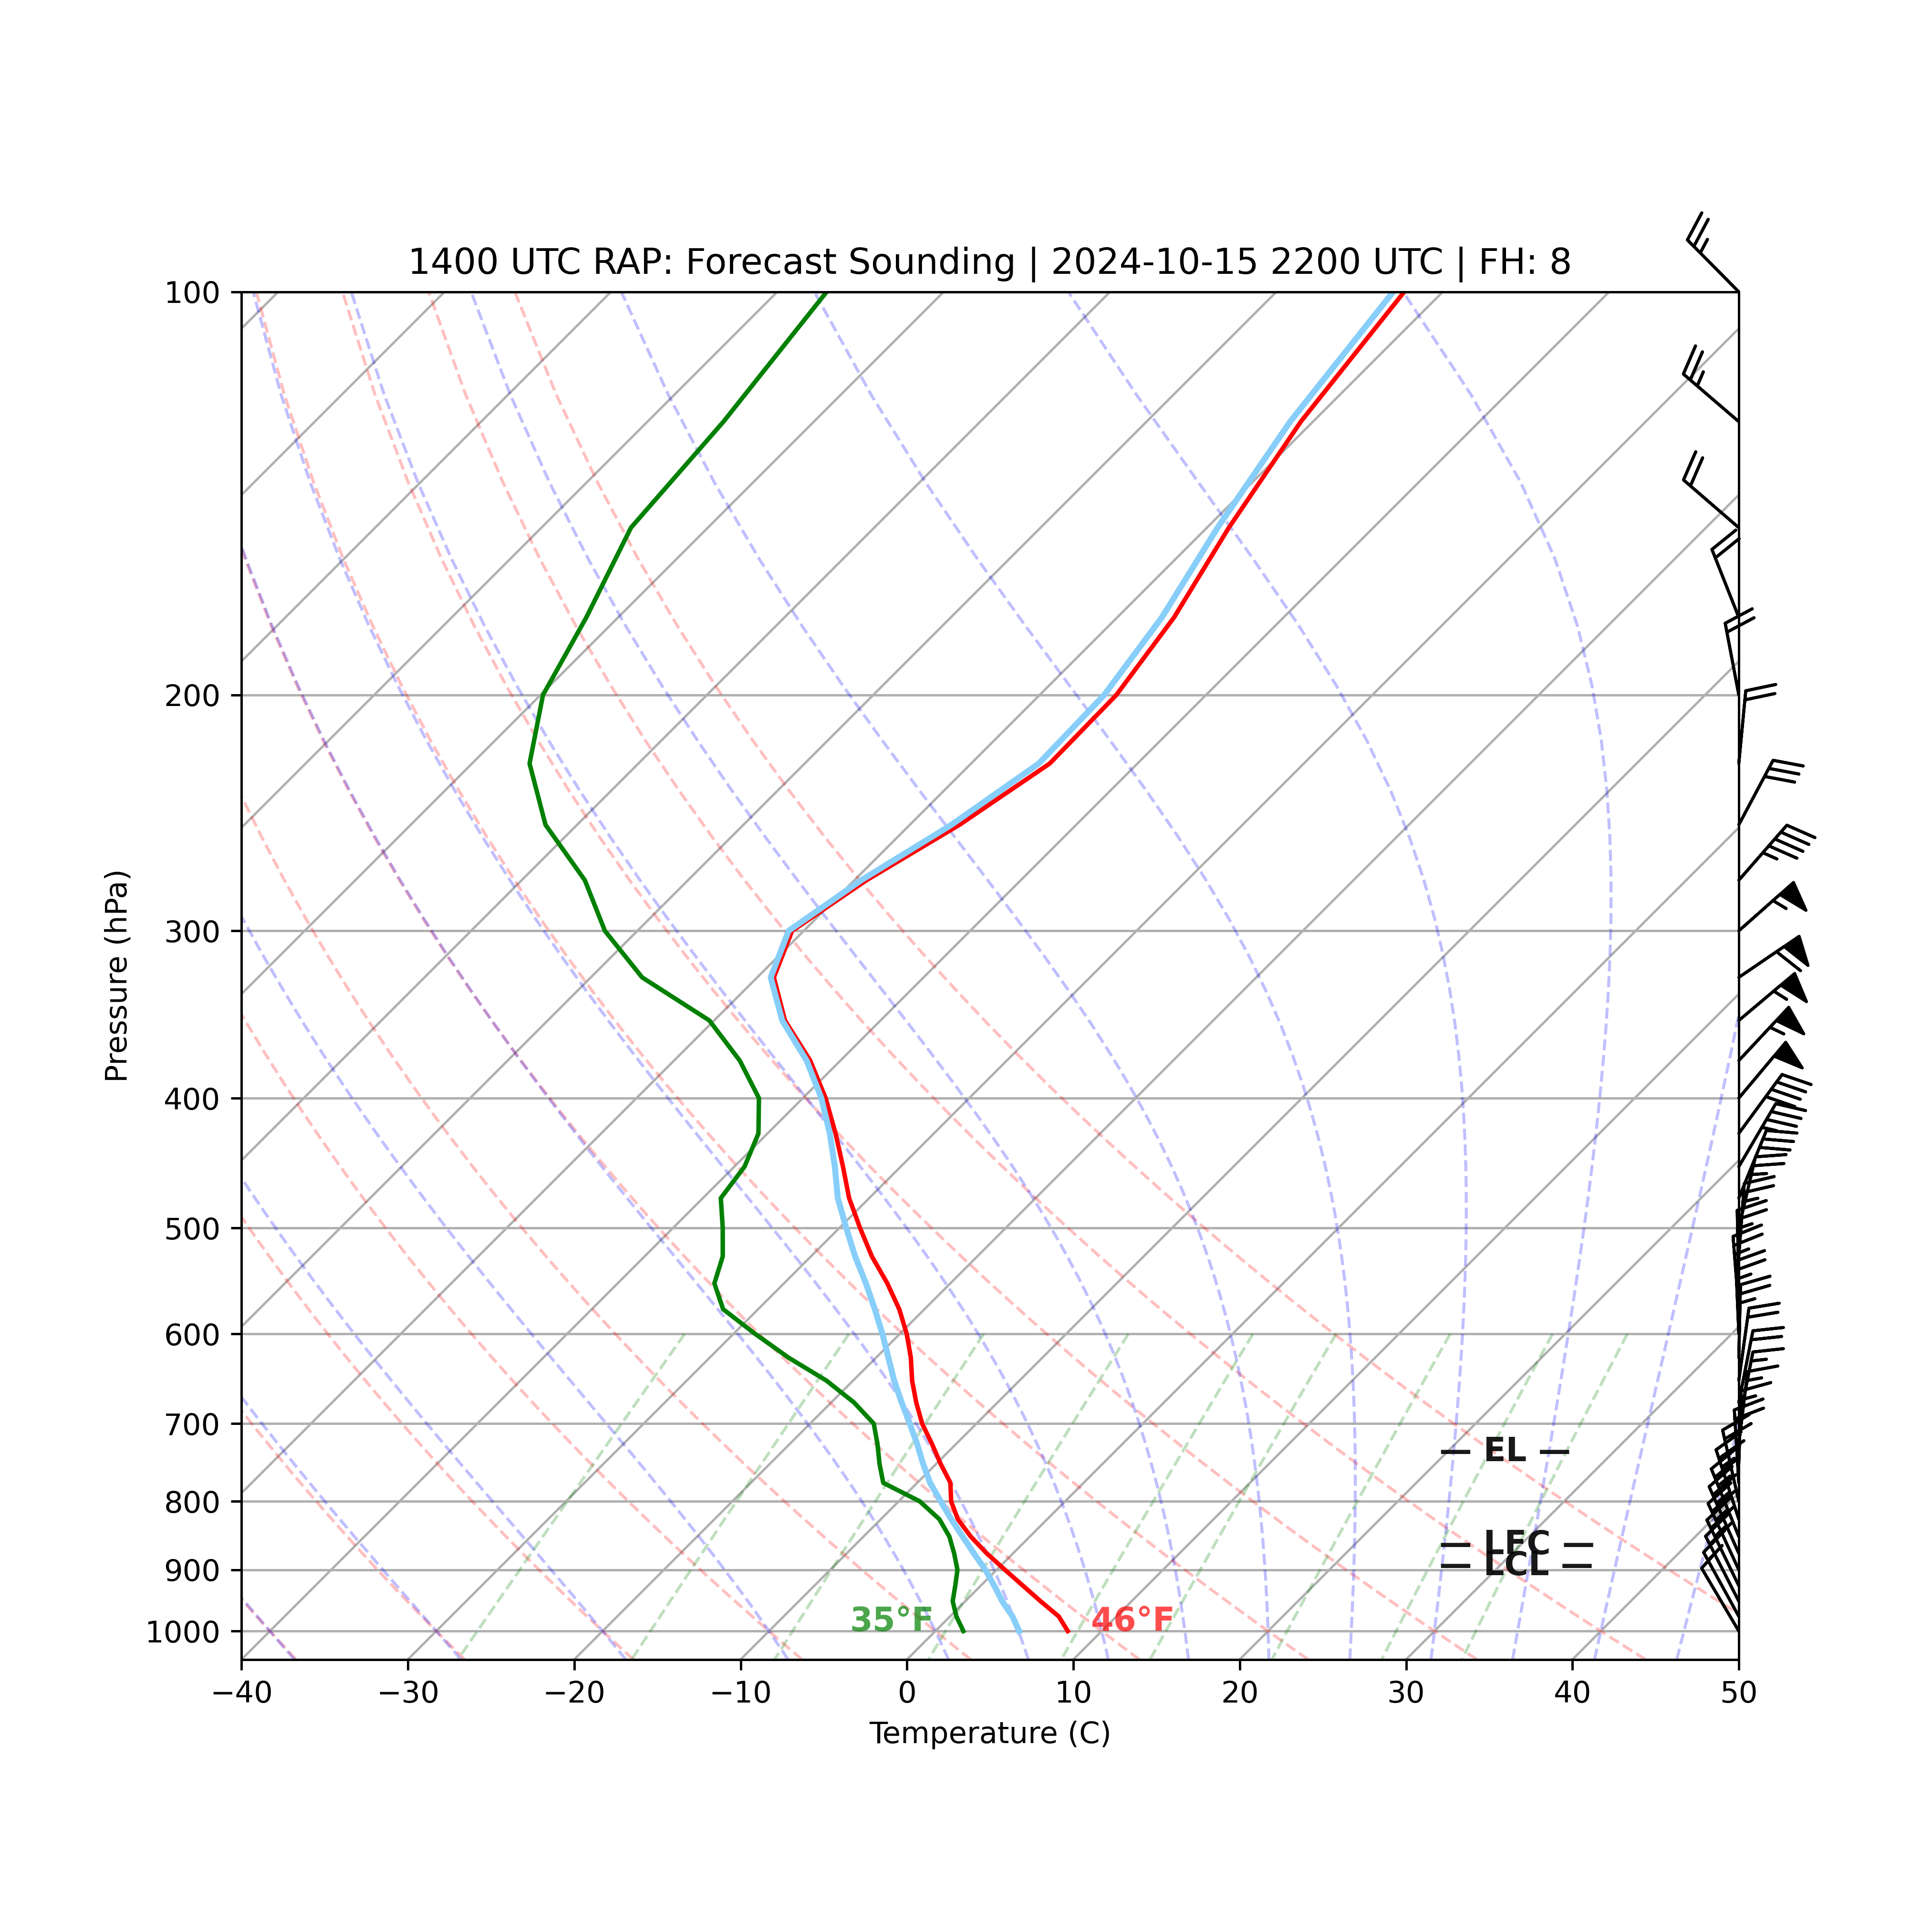 1400 UTC RAP: Forecast Sounding | 2024-10-15 2200 UTC | FH: 8
100
200
300
400
500
600
700
800
900
1000
Pressure (hPa)
— EL —
— LFC —
— LCL —
35°F
46°F
−40 −30 −20 −10 0 10 20 30 40 50
Temperature (C)